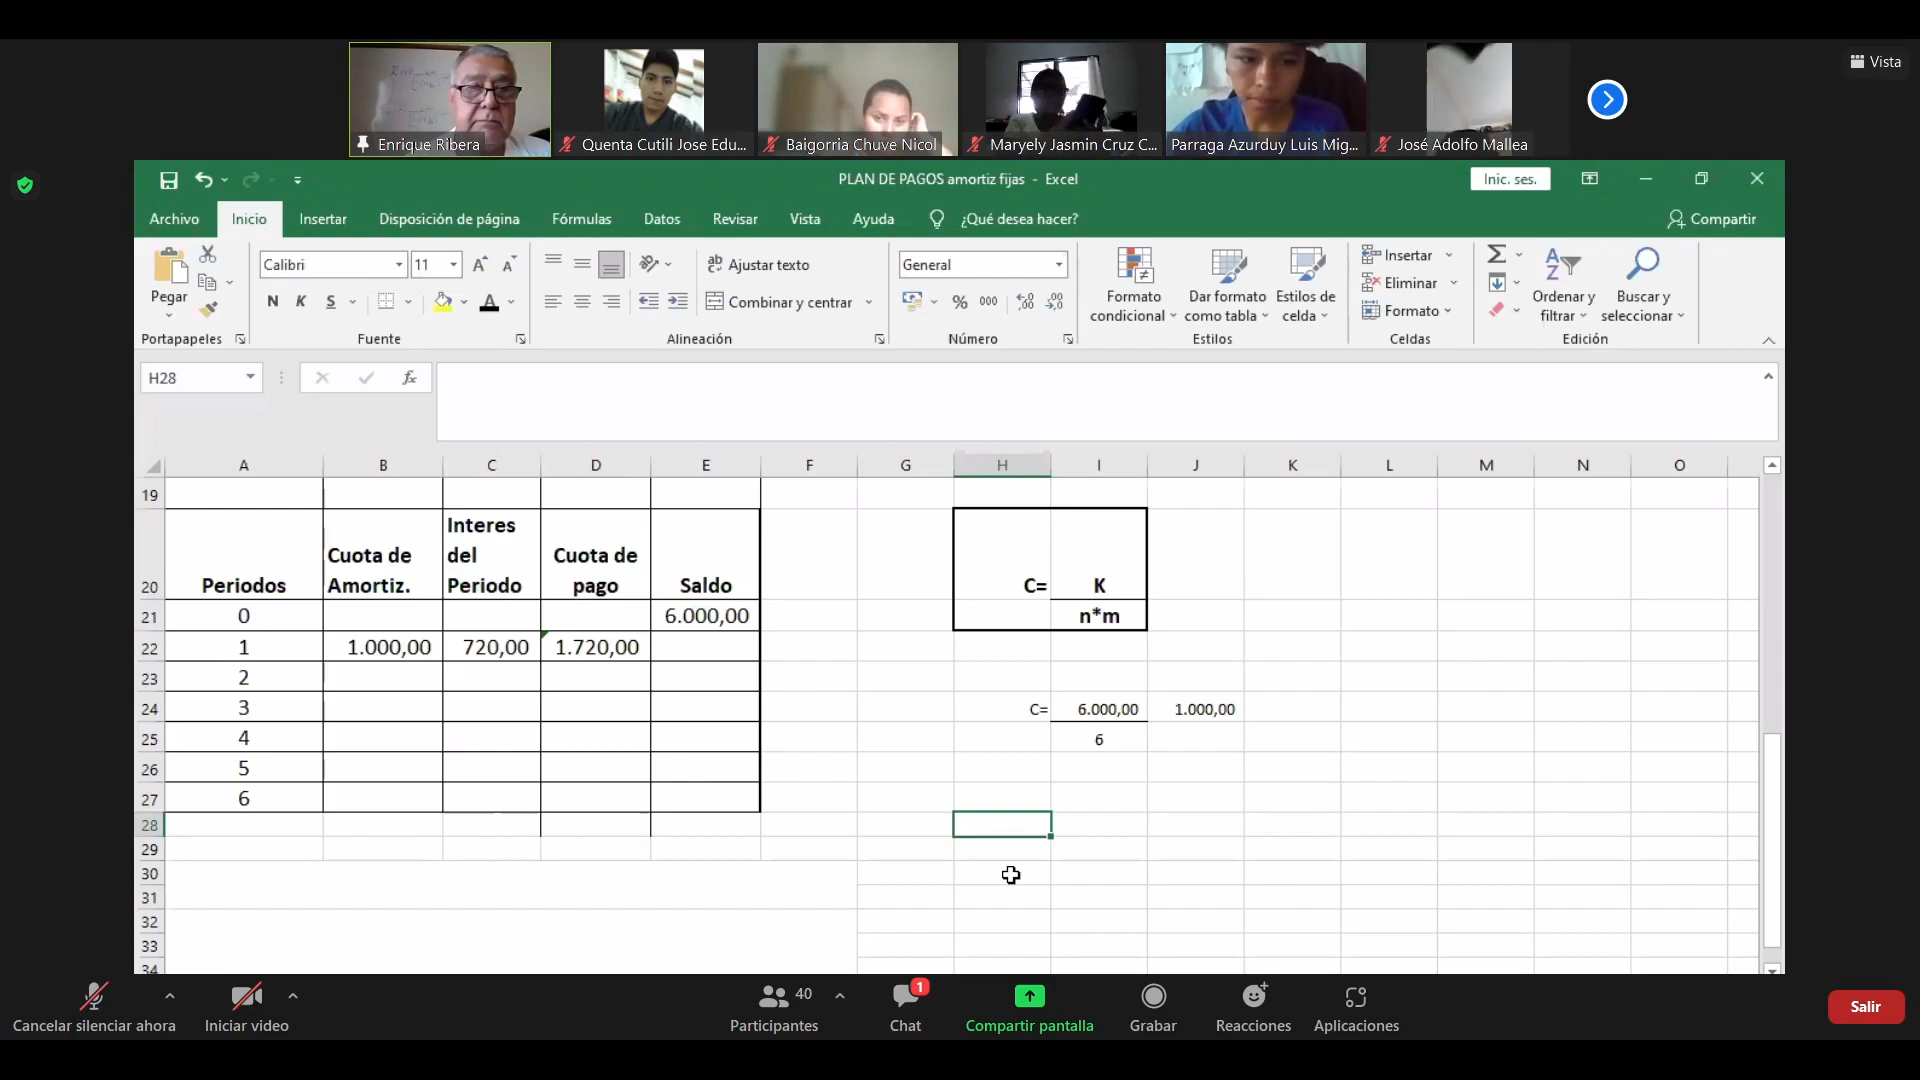 Vista
Enrique Ribera
Quenta Cutili Jose Edu...
Baigorria Chuve Nicol
Maryely Jasmin Cruz C...
Parraga Azurduy Luis Mig...
José Adolfo Mallea
PLAN DE PAGOS amortiz fijas - Excel
Inic. ses.
Archivo Inicio Insertar Disposición de página Fórmulas Datos Revisar Vista Ayuda ¿Qué desea hacer? Compartir
Pegar
Portapapeles
Calibri 11
N K S
Fuente
Ajustar texto
Combinar y centrar
Alineación
General
% 000
Número
Formato condicional
Dar formato como tabla
Estilos de celda
Estilos
Insertar
Eliminar
Formato
Celdas
Ordenar y filtrar
Buscar y seleccionar
Edición
H28
fx
A B C D E F G H I J K L M N O
19
20 Periodos Cuota de Amortiz. Interes del Periodo Cuota de pago Saldo C= K
21 0 6.000,00 n*m
22 1 1.000,00 720,00 1.720,00
23 2
24 3 C= 6.000,00 1.000,00
25 4 6
26 5
27 6
28
29
30
31
32
33
34
Cancelar silenciar ahora
Iniciar video
40
Participantes
1
Chat
Compartir pantalla
Grabar
Reacciones
Aplicaciones
Salir